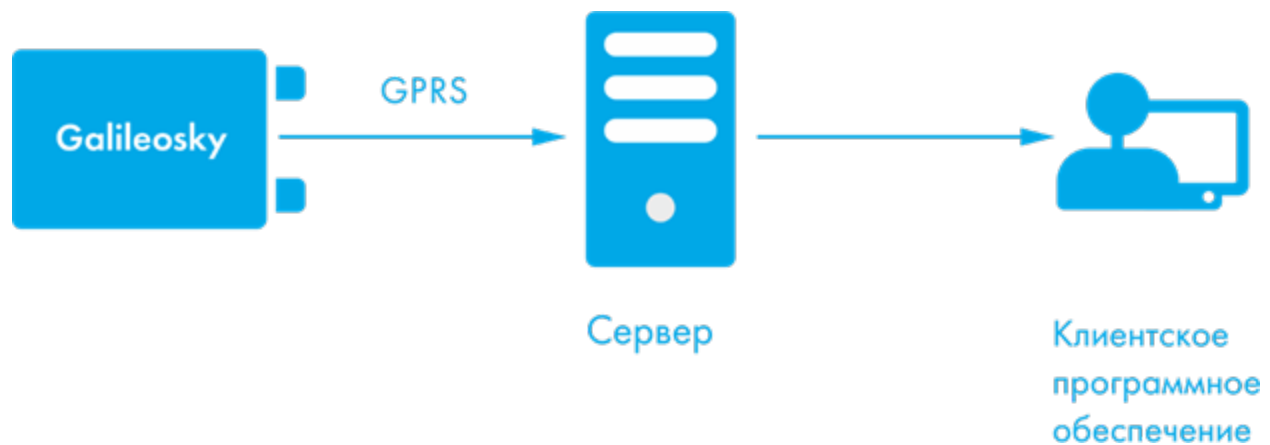 Galileosky
GPRS
Сервер
Клиентское
программное
обеспечение